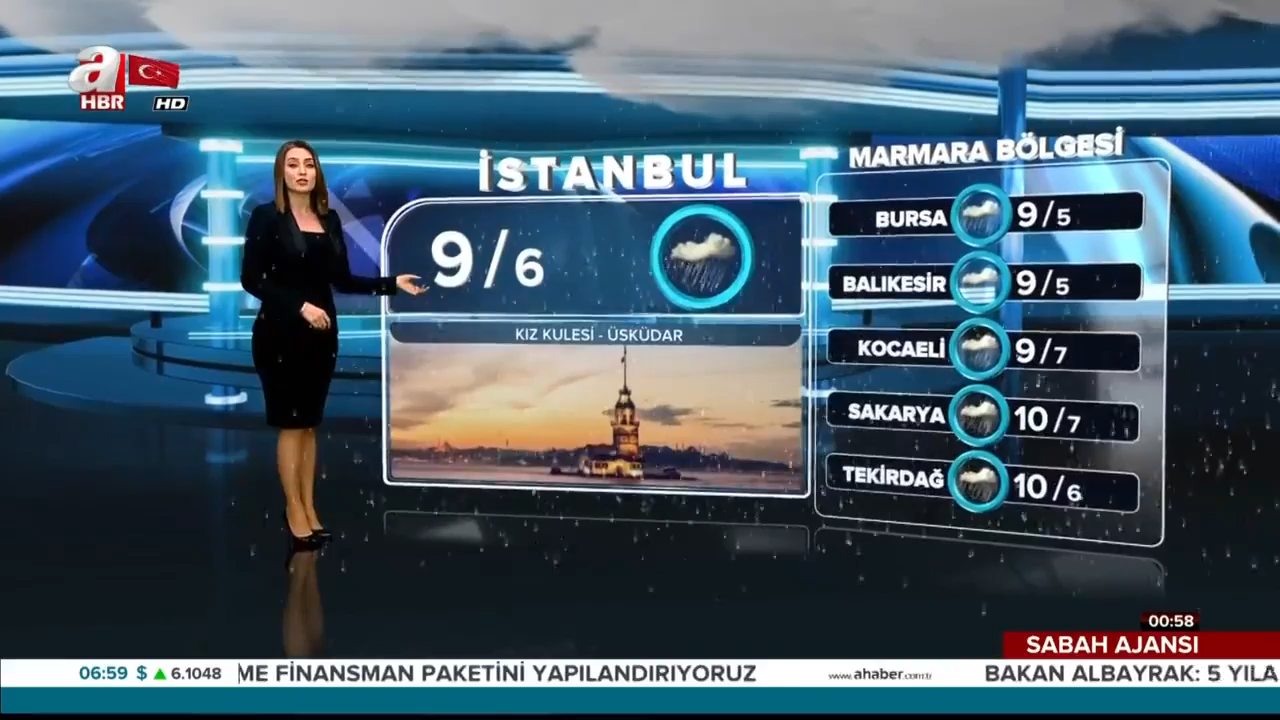 a
HBR
HD
İSTANBUL
9/6
KIZ KULESİ - ÜSKÜDAR
MARMARA BÖLGESİ
BURSA 9/5
BALIKESİR 9/5
KOCAELİ 9/7
SAKARYA 10/7
TEKİRDAĞ 10/6
00:58
SABAH AJANSI
06:59 $ ▲ 6.1048 ME FİNANSMAN PAKETİNİ YAPILANDIRIYORUZ www.ahaber.com.tr BAKAN ALBAYRAK: 5 YILA